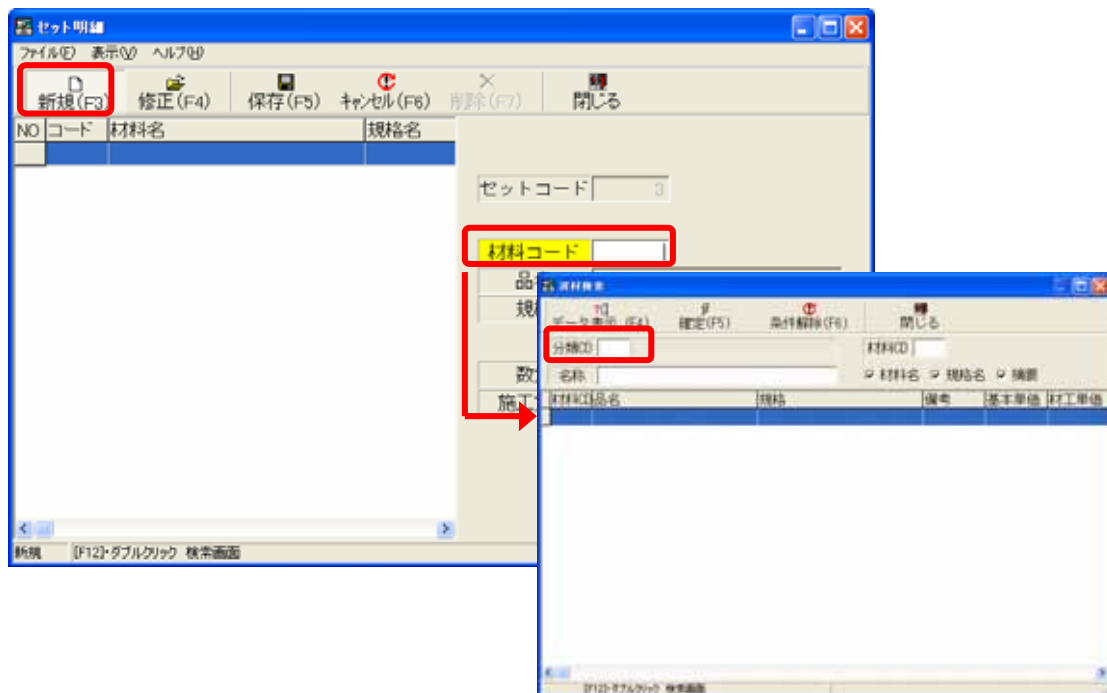 セット明細
ファイル(F) 表示(V) ヘルプ(H)
新規(F3) 修正(F4) 保存(F5) キャンセル(F6) 削除(F7) 閉じる
NO コード 材料名 規格名
セットコード 3
材料コード
品
規
数
施工
新規 [F12]・ダブルクリック 検索画面
資材検索
データ表示 (F4) 確定(F5) 条件解除(F6) 閉じる
分類CD 材料CD
名称 材料名 規格名 摘要
材料CD 品名 規格 備考 基本単価 材工単価
[F12]・ダブルクリック 検索画面